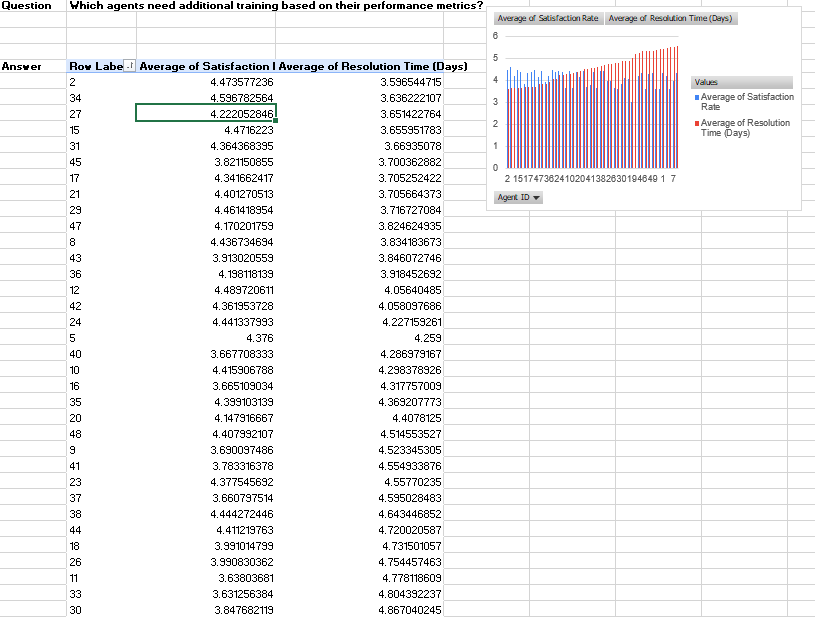 Question Which agents need additional training based on their performance metrics?
Answer Row Labe Average of Satisfaction I Average of Resolution Time (Days)
2 4.473577236 3.596544715
34 4.596782564 3.636222107
27 4.222052846 3.651422764
15 4.4716223 3.655951783
31 4.364368395 3.66935078
45 3.821150855 3.700362882
17 4.341662417 3.705252422
21 4.401270513 3.705664373
29 4.461418954 3.716727084
47 4.170201759 3.824624935
8 4.436734694 3.834183673
43 3.913020559 3.846072746
36 4.198118139 3.918452692
12 4.489720611 4.05640485
42 4.361953728 4.058097686
24 4.441337993 4.227159261
5 4.376 4.259
40 3.667708333 4.286979167
10 4.415906788 4.298378926
16 3.665109034 4.317757009
35 4.399103139 4.369207773
20 4.147916667 4.4078125
48 4.407992107 4.514553527
9 3.690097486 4.523345305
41 3.783316378 4.554933876
23 4.377545692 4.55770235
37 3.660797514 4.595028483
38 4.444272446 4.643446852
44 4.411219763 4.720020587
18 3.991014799 4.731501057
26 3.990830362 4.754457463
11 3.63803681 4.778118609
33 3.631256384 4.804392237
30 3.847682119 4.867040245
Average of Satisfaction Rate Average of Resolution Time (Days)
6
5
4
3
2
1
0
2 1517473624102041382630194649 1 7
Agent ID
Values
Average of Satisfaction
Rate
Average of Resolution
Time (Days)